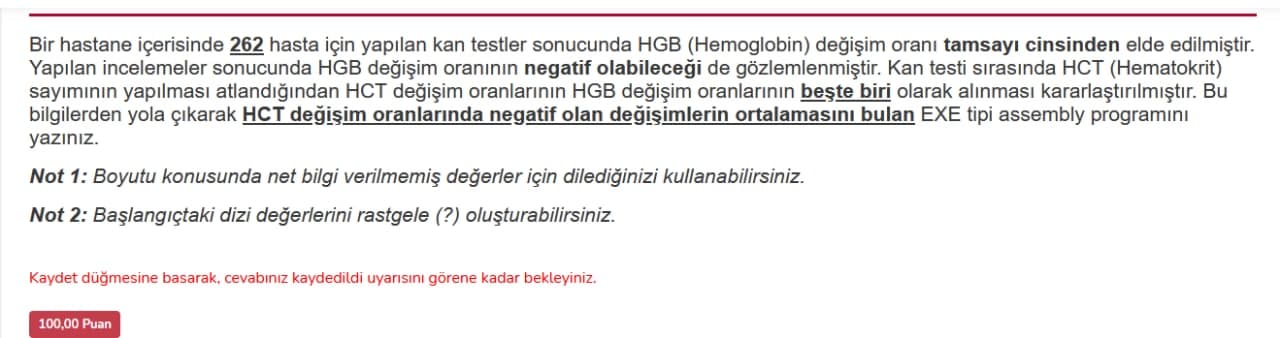 Bir hastane içerisinde 262 hasta için yapılan kan testler sonucunda HGB (Hemoglobin) değişim oranı tamsayı cinsinden elde edilmiştir.
Yapılan incelemeler sonucunda HGB değişim oranının negatif olabileceği de gözlemlenmiştir. Kan testi sırasında HCT (Hematokrit)
sayımının yapılması atlandığından HCT değişim oranlarının HGB değişim oranlarının beşte biri olarak alınması kararlaştırılmıştır. Bu
bilgilerden yola çıkarak HCT değişim oranlarında negatif olan değişimlerin ortalamasını bulan EXE tipi assembly programını
yazınız.
Not 1: Boyutu konusunda net bilgi verilmemiş değerler için dilediğinizi kullanabilirsiniz.
Not 2: Başlangıçtaki dizi değerlerini rastgele (?) oluşturabilirsiniz.
Kaydet düğmesine basarak, cevabınız kaydedildi uyarısını görene kadar bekleyiniz.
100,00 Puan